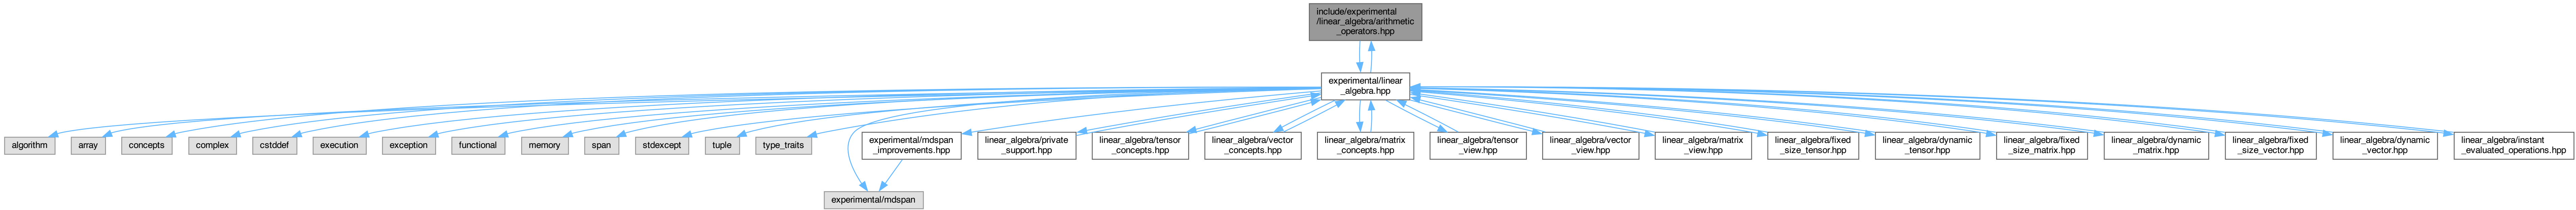 include/experimental
/linear_algebra/arithmetic
_operators.hpp
experimental/linear
_algebra.hpp
algorithm
array
concepts
complex
cstddef
execution
exception
functional
memory
span
stdexcept
tuple
type_traits
experimental/mdspan
_improvements.hpp
linear_algebra/private
_support.hpp
linear_algebra/tensor
_concepts.hpp
linear_algebra/vector
_concepts.hpp
linear_algebra/matrix
_concepts.hpp
linear_algebra/tensor
_view.hpp
linear_algebra/vector
_view.hpp
linear_algebra/matrix
_view.hpp
linear_algebra/fixed
_size_tensor.hpp
linear_algebra/dynamic
_tensor.hpp
linear_algebra/fixed
_size_matrix.hpp
linear_algebra/dynamic
_matrix.hpp
linear_algebra/fixed
_size_vector.hpp
linear_algebra/dynamic
_vector.hpp
linear_algebra/instant
_evaluated_operations.hpp
experimental/mdspan